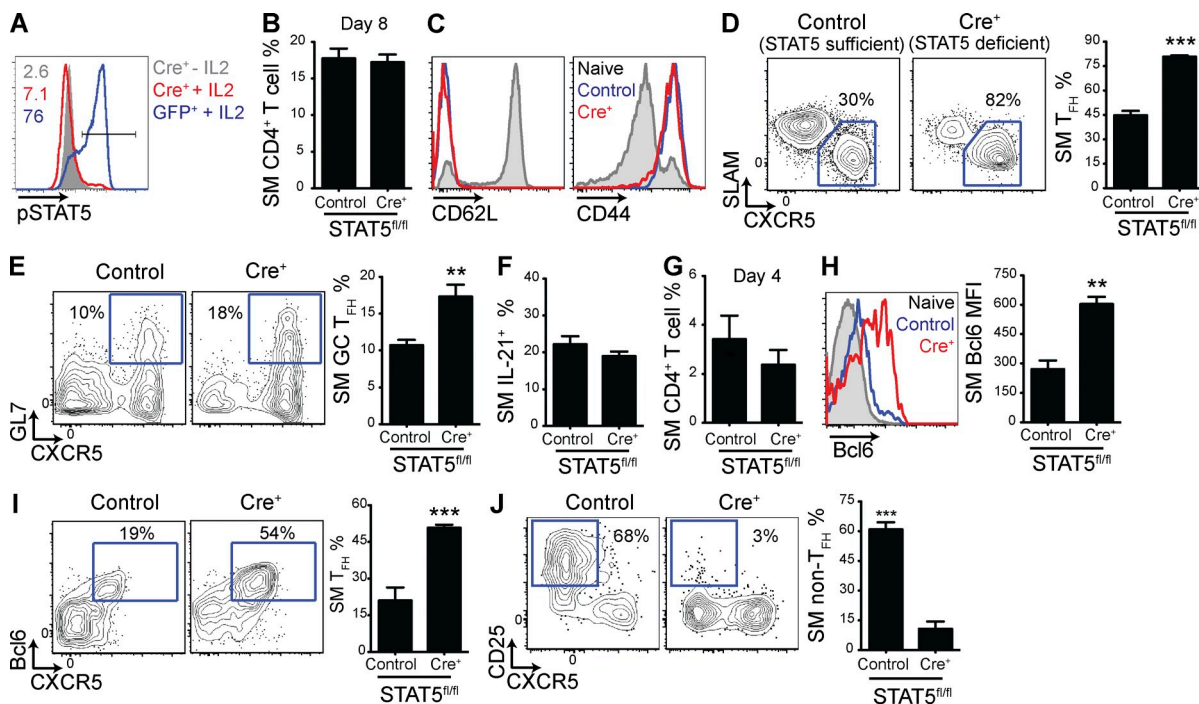 A
2.6
7.1
76
Cre⁺ - IL2
Cre⁺ + IL2
GFP⁺ + IL2
pSTAT5
B
Day 8
SM CD4⁺ T cell %
20
15
10
5
0
Control
Cre⁺
STAT5fl/fl
C
Naive
Control
Cre⁺
CD62L
CD44
D
Control
(STAT5 sufficient)
Cre⁺
(STAT5 deficient)
30%
82%
SLAM
0
0
CXCR5
SM TFH %
90
75
60
45
30
15
0
***
Control
Cre⁺
STAT5fl/fl
E
Control
Cre⁺
10%
18%
GL7
0
0
CXCR5
SM GC TFH %
20
15
10
5
0
**
Control
Cre⁺
STAT5fl/fl
F
SM IL-21⁺ %
40
30
20
10
0
Control
Cre⁺
STAT5fl/fl
G
Day 4
SM CD4⁺ T cell %
6
4
2
0
Control
Cre⁺
STAT5fl/fl
H
Naive
Control
Cre⁺
Bcl6
SM Bcl6 MFI
750
600
450
300
150
0
**
Control
Cre⁺
STAT5fl/fl
I
Control
Cre⁺
19%
54%
Bcl6
0
0
CXCR5
SM TFH %
60
45
30
15
0
***
Control
Cre⁺
STAT5fl/fl
J
Control
Cre⁺
68%
3%
CD25
0
0
CXCR5
SM non-TFH %
75
60
45
30
15
***
Control
Cre⁺
STAT5fl/fl